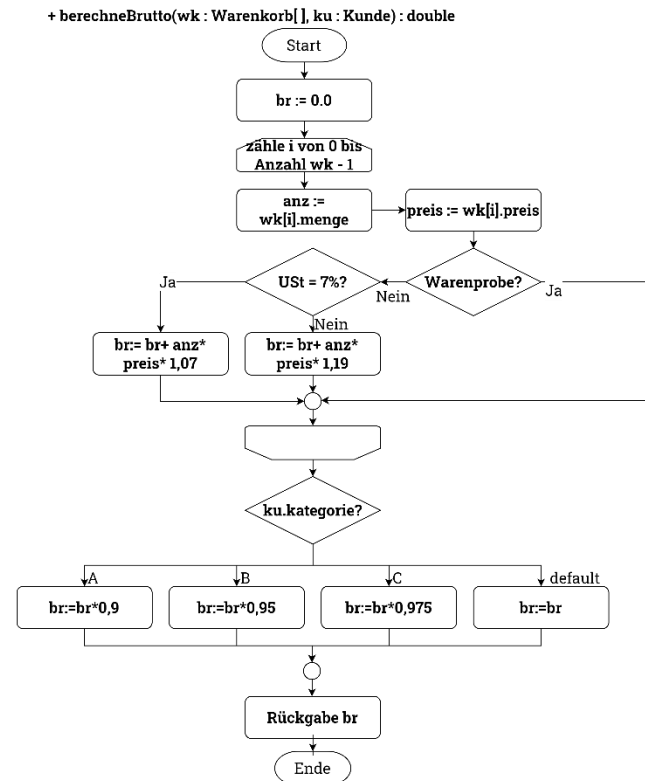 + berechneBrutto(wk : Warenkorb[ ], ku : Kunde) : double
Start
br := 0.0
zähle i von 0 bis
Anzahl wk - 1
anz :=
wk[i].menge
preis := wk[i].preis
Ja
USt = 7%?
Nein
Warenprobe?
Ja
Nein
br:= br+ anz*
preis* 1,07
br:= br+ anz*
preis* 1,19
ku.kategorie?
A
B
C
default
br:=br*0,9
br:=br*0,95
br:=br*0,975
br:=br
Rückgabe br
Ende